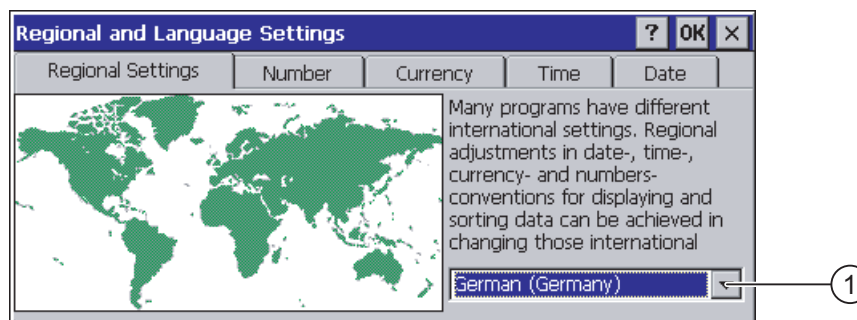 Regional and Language Settings ? OK ×
Regional Settings Number Currency Time Date
Many programs have different
international settings. Regional
adjustments in date-, time-,
currency- and numbers-
conventions for displaying and
sorting data can be achieved in
changing those international
German (Germany)
1